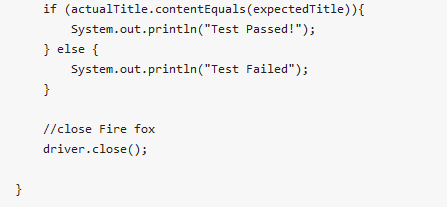 if (actualTitle.contentEquals(expectedTitle)){
System.out.println("Test Passed!");
} else {
System.out.println("Test Failed");
}
//close Fire fox
driver.close();
}